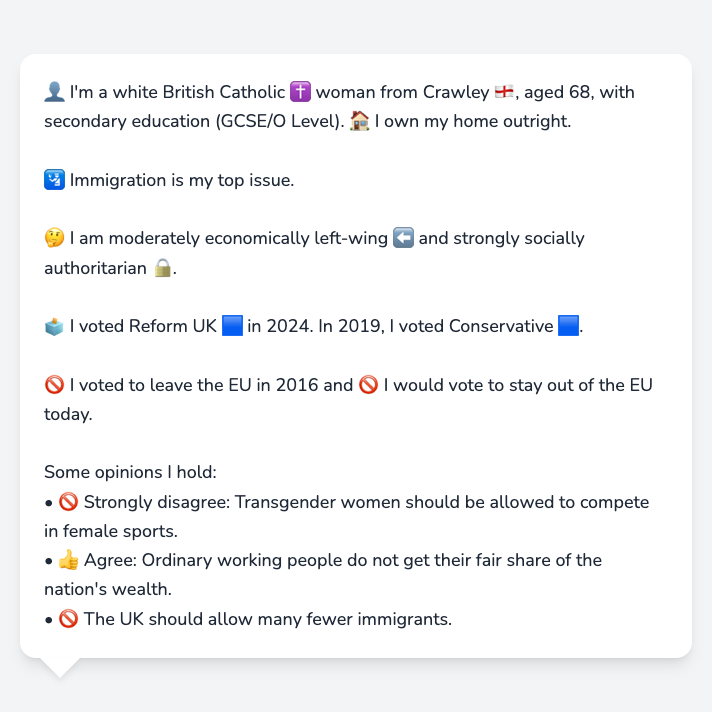 👤 I'm a white British Catholic ✝️ woman from Crawley 🏴󠁧󠁢󠁥󠁮󠁧󠁿, aged 68, with
secondary education (GCSE/O Level). 🏠 I own my home outright.
🛂 Immigration is my top issue.
🤔 I am moderately economically left-wing ⬅️ and strongly socially
authoritarian 🔒.
🗳️ I voted Reform UK 🟦 in 2024. In 2019, I voted Conservative 🟦.
🚫 I voted to leave the EU in 2016 and 🚫 I would vote to stay out of the EU
today.
Some opinions I hold:
• 🚫 Strongly disagree: Transgender women should be allowed to compete
in female sports.
• 👍 Agree: Ordinary working people do not get their fair share of the
nation's wealth.
• 🚫 The UK should allow many fewer immigrants.